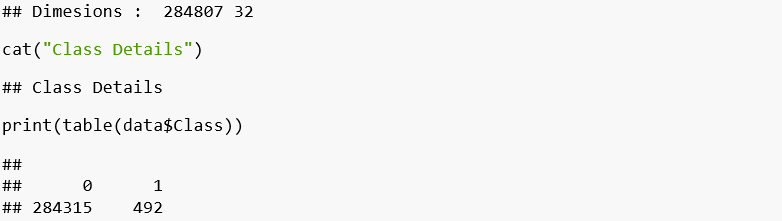 ## Dimesions :  284807 32
cat("Class Details")
## Class Details
print(table(data$Class))
##
##      0      1
## 284315    492